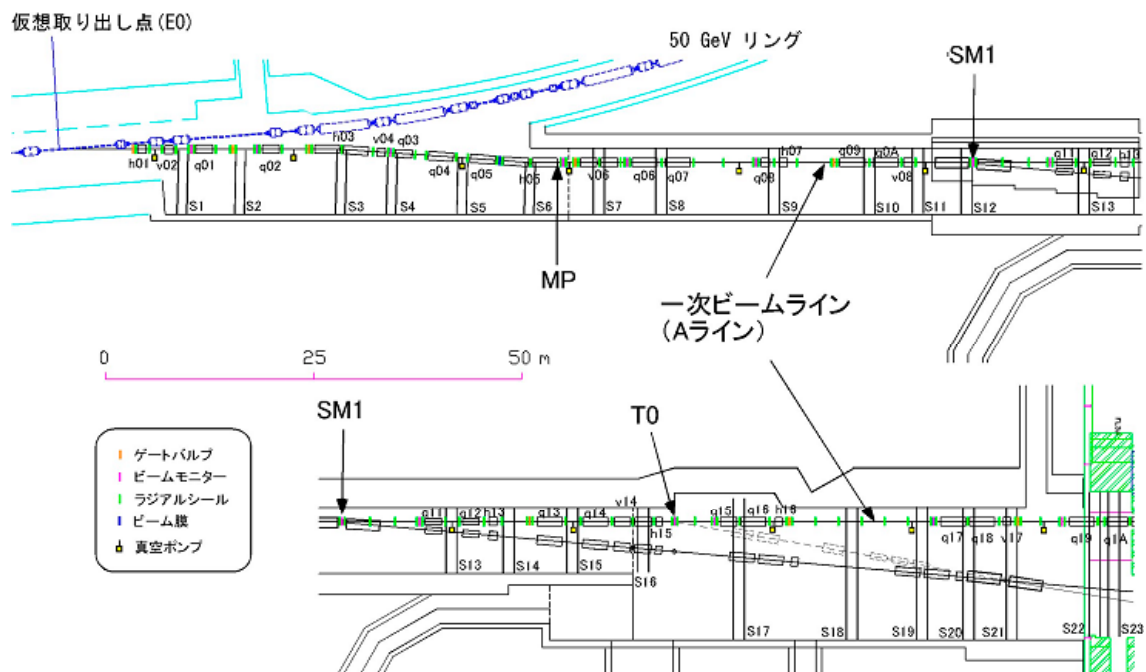 仮想取り出し点(E0)
50 GeV リング
SM1
h01 v02 q01 q02 h03 v04 q03 q04 q05 h05 v06 q06 q07 q08 h07 q09 q0A v08 q11 q12 h13
S1 S2 S3 S4 S5 S6 S7 S8 S9 S10 S11 S12 S13
MP
一次ビームライン
(Aライン)
0 25 50 m
SM1
T0
ゲートバルブ
ビームモニター
ラジアルシール
ビーム膜
真空ポンプ
q11 q12 h13 q13 q14 v14 h15 q15 q16 h16 q17 q18 v17 q19 q1A
S13 S14 S15 S16 S17 S18 S19 S20 S21 S22 S23